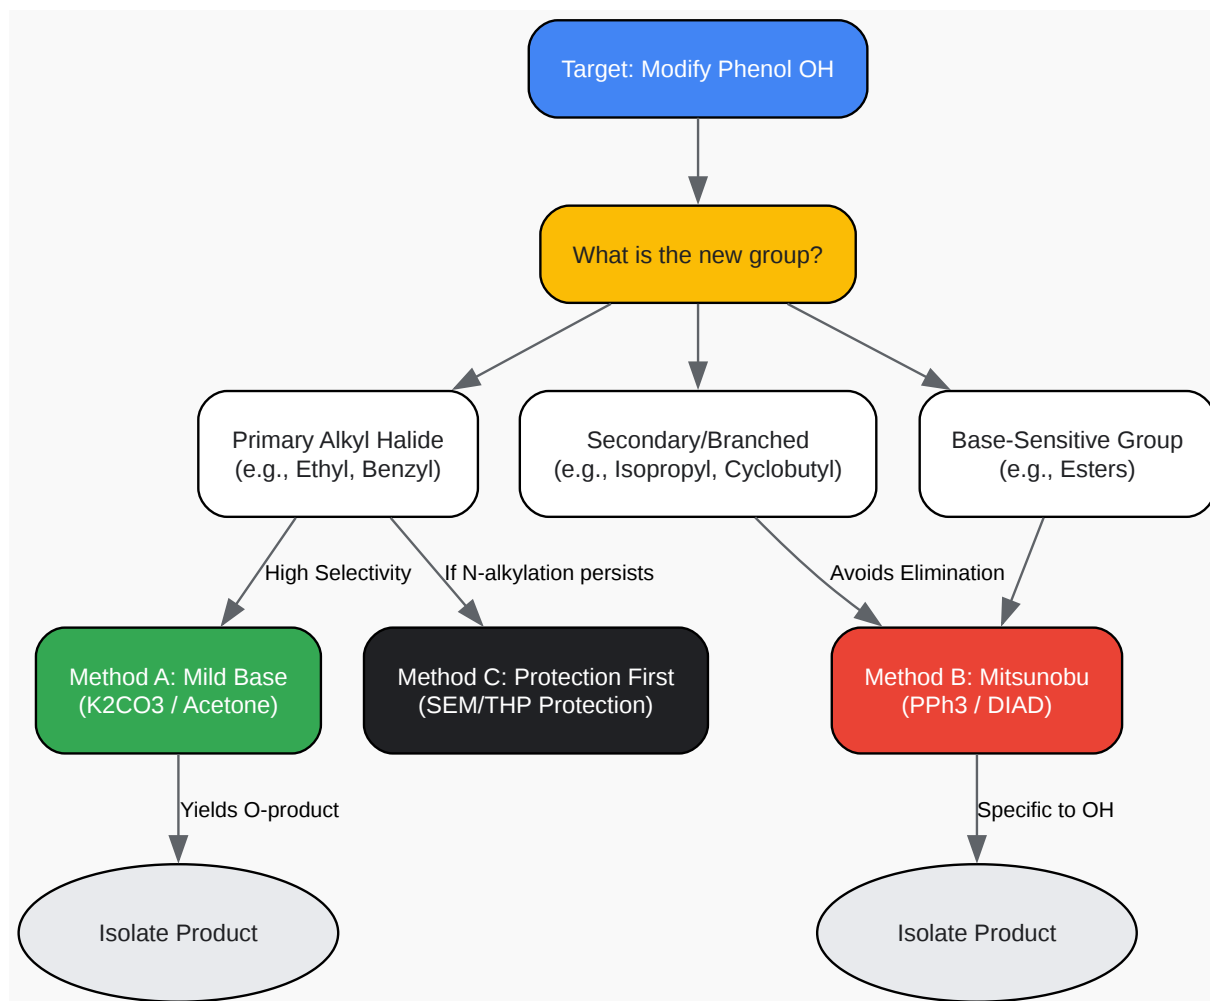 Target: Modify Phenol OH
What is the new group?
Primary Alkyl Halide
(e.g., Ethyl, Benzyl)
Secondary/Branched
(e.g., Isopropyl, Cyclobutyl)
Base-Sensitive Group
(e.g., Esters)
High Selectivity
If N-alkylation persists
Avoids Elimination
Method A: Mild Base
(K2CO3 / Acetone)
Method C: Protection First
(SEM/THP Protection)
Method B: Mitsunobu
(PPh3 / DIAD)
Yields O-product
Specific to OH
Isolate Product
Isolate Product